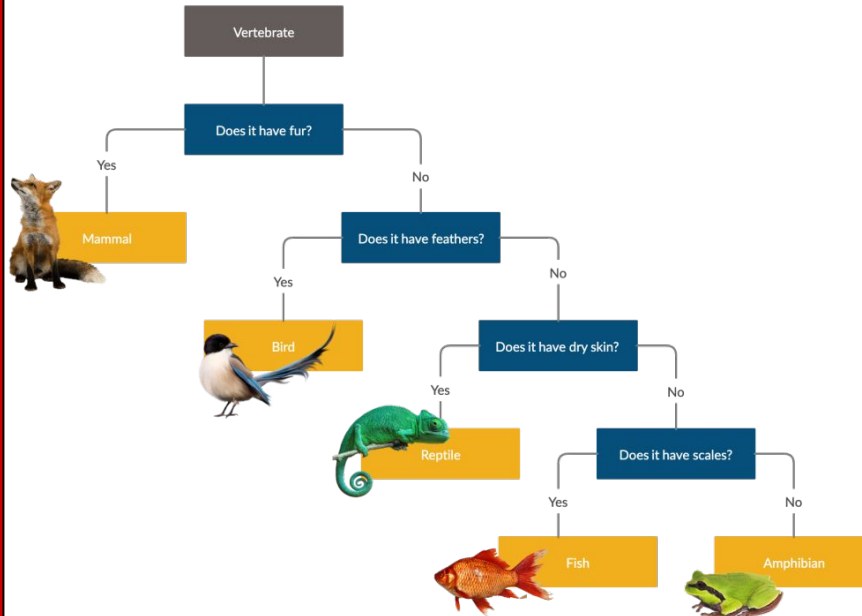 Vertebrate
Does it have fur?
Yes
No
Mammal
Does it have feathers?
Yes
No
Bird
Does it have dry skin?
Yes
No
Reptile
Does it have scales?
Yes
No
Fish
Amphibian